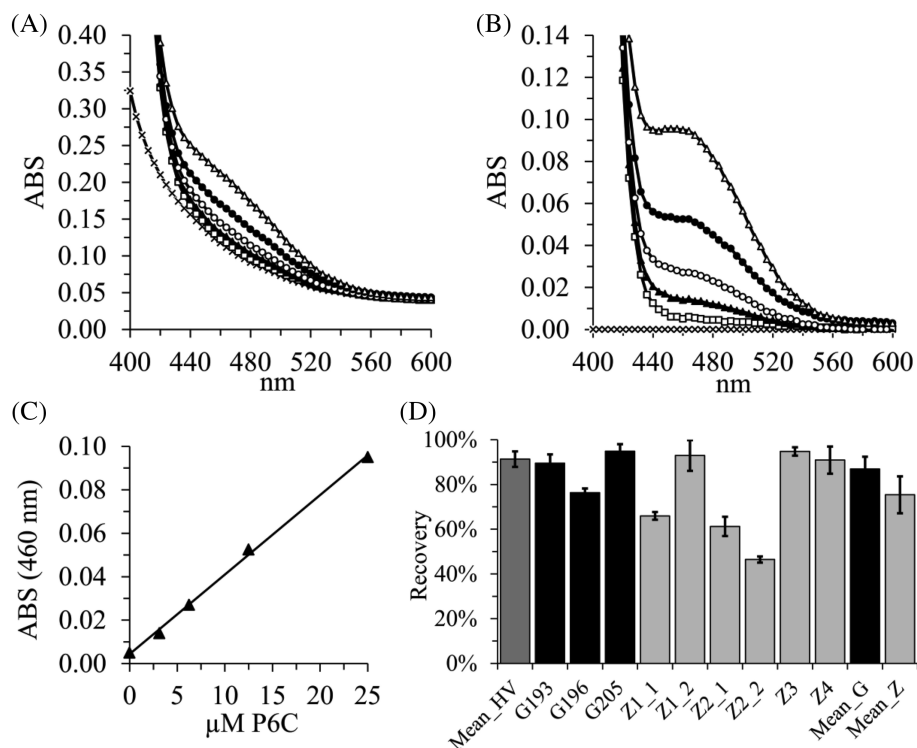 (A)
ABS
0.40
0.35
0.30
0.25
0.20
0.15
0.10
0.05
0.00
400 440 480 520 560 600
nm
(B)
ABS
0.14
0.12
0.10
0.08
0.06
0.04
0.02
0.00
400 440 480 520 560 600
nm
(C)
ABS (460 nm)
0.10
0.08
0.06
0.04
0.02
0.00
0 5 10 15 20 25
µM P6C
(D)
Recovery
100%
80%
60%
40%
20%
0%
Mean_HV
G193
G196
G205
Z1_1
Z1_2
Z2_1
Z2_2
Z3
Z4
Mean_G
Mean_Z